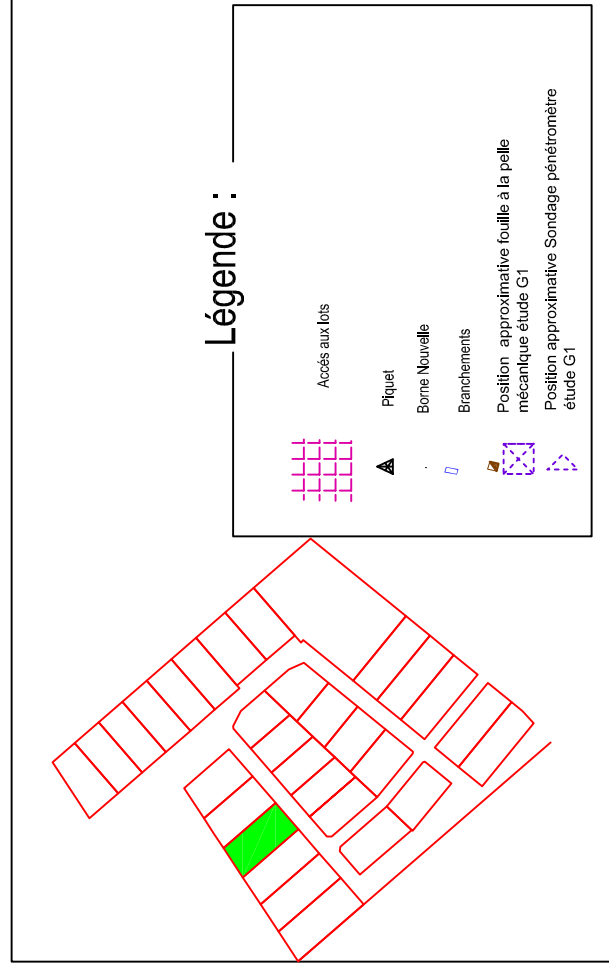 Légende :
Accés aux lots
Piquet
Borne Nouvelle
Branchements
Position approximative fouille à la pelle
mécanique étude G1
Position approximative Sondage pénétromètre
étude G1